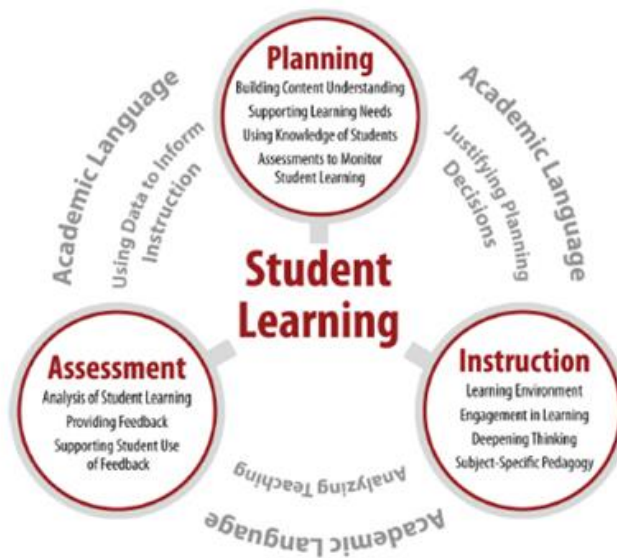 Planning
Building Content Understanding
Supporting Learning Needs
Using Knowledge of Students
Assessments to Monitor
Student Learning
Academic Language
Using Data to Inform
Instruction
Academic Language
Justifying Planning
Decisions
Student
Learning
Assessment
Analysis of Student Learning
Providing Feedback
Supporting Student Use
of Feedback
Instruction
Learning Environment
Engagement in Learning
Deepening Thinking
Subject-Specific Pedagogy
Analyzing Teaching
Academic Language